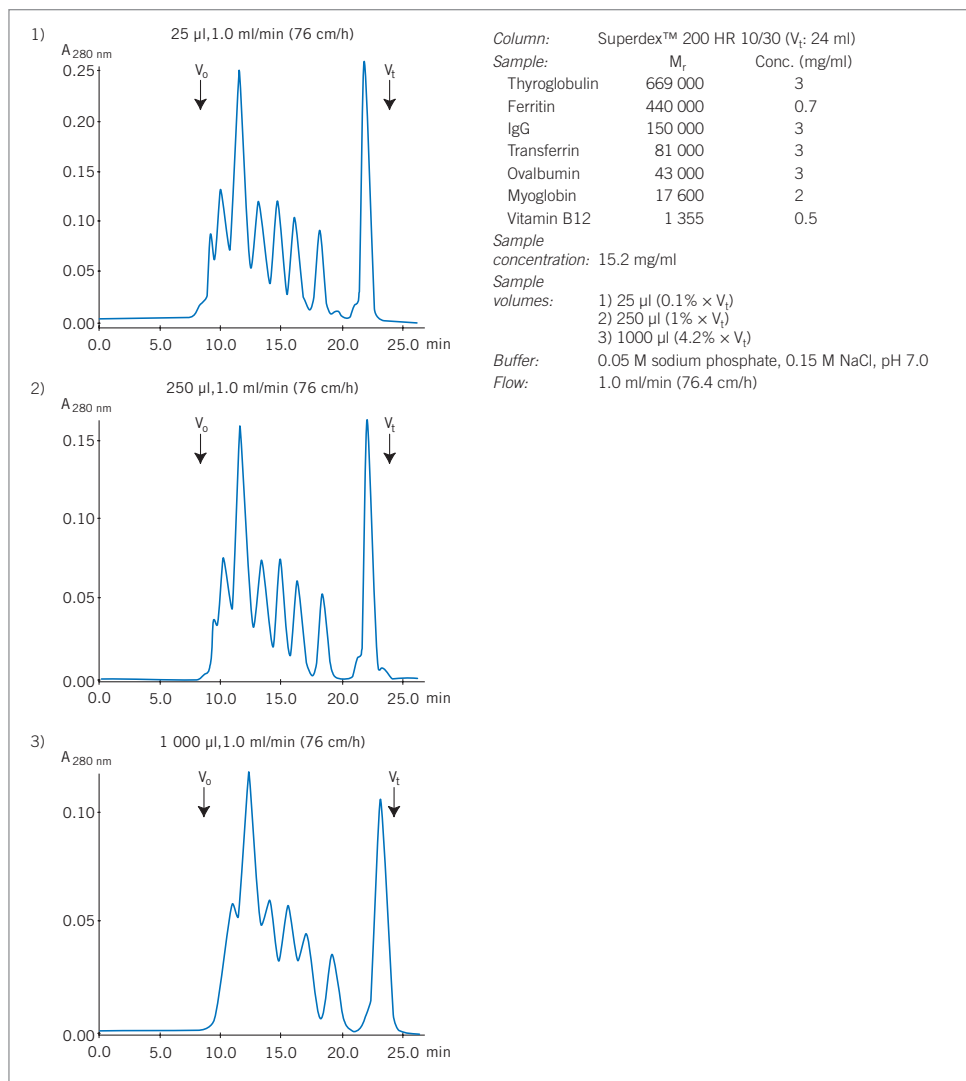 1)
25 µl,1.0 ml/min (76 cm/h)
A280 nm
Vo
Vt
0.25
0.20
0.15
0.10
0.05
0.00
0.0 5.0 10.0 15.0 20.0 25.0 min
2)
250 µl,1.0 ml/min (76 cm/h)
A280 nm
Vo
Vt
0.15
0.10
0.05
0.00
0.0 5.0 10.0 15.0 20.0 25.0 min
3)
1 000 µl,1.0 ml/min (76 cm/h)
A280 nm
Vo
Vt
0.10
0.05
0.00
0.0 5.0 10.0 15.0 20.0 25.0 min
Column: Superdex™ 200 HR 10/30 (Vt: 24 ml)
Sample: Mr Conc. (mg/ml)
Thyroglobulin 669 000 3
Ferritin 440 000 0.7
IgG 150 000 3
Transferrin 81 000 3
Ovalbumin 43 000 3
Myoglobin 17 600 2
Vitamin B12 1 355 0.5
Sample
concentration: 15.2 mg/ml
Sample
volumes: 1) 25 µl (0.1% × Vt)
2) 250 µl (1% × Vt)
3) 1000 µl (4.2% × Vt)
Buffer: 0.05 M sodium phosphate, 0.15 M NaCl, pH 7.0
Flow: 1.0 ml/min (76.4 cm/h)